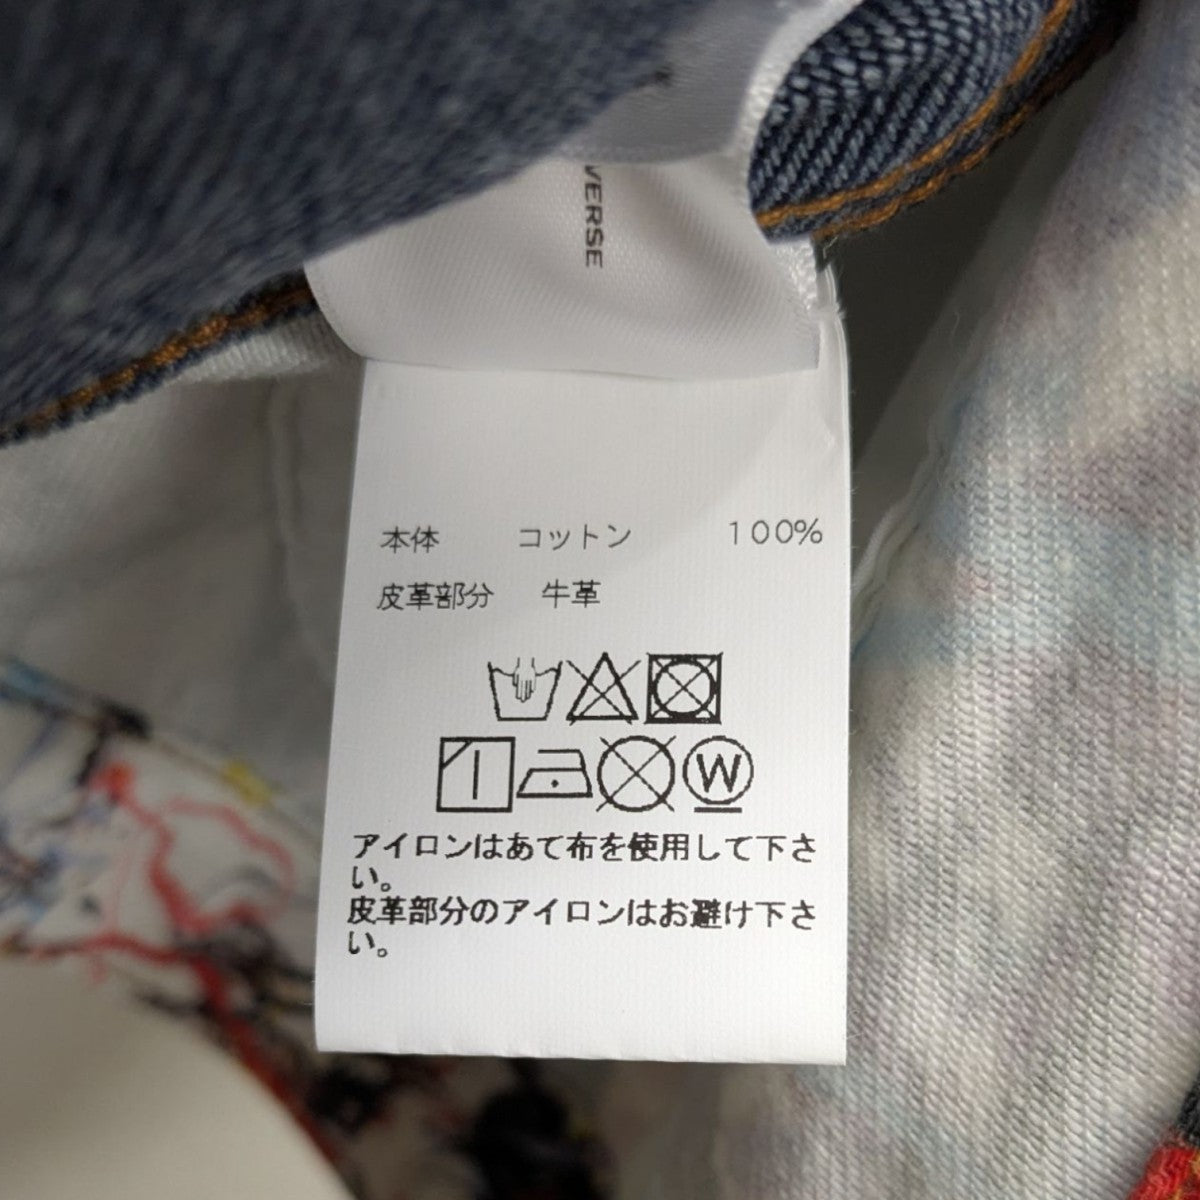 VERSE
本体 コットン 100%
皮革部分 牛革
W
アイロンはあて布を使用して下さ
い。
皮革部分のアイロンはお避け下さ
い。